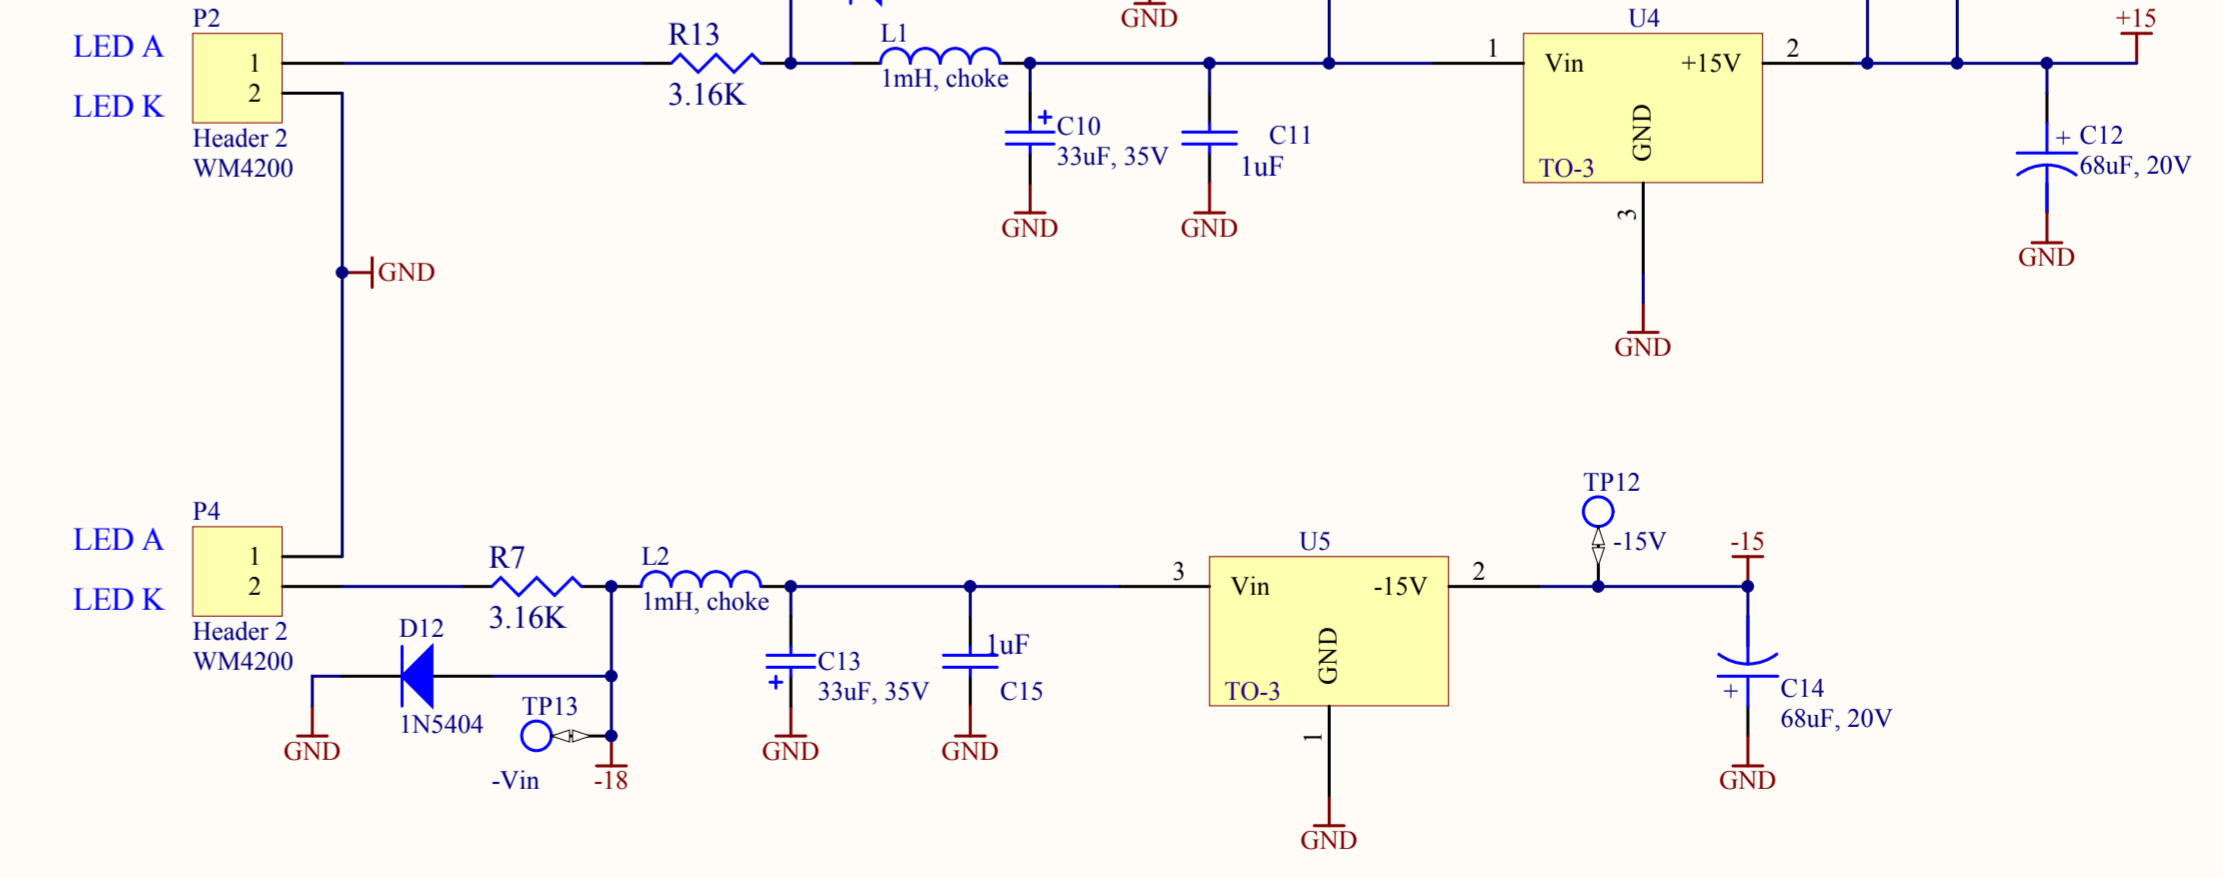 P2
LED A
1
LED K
2
Header 2
WM4200
R13
3.16K
L1
1mH, choke
GND
C10
33uF, 35V
GND
C11
1uF
GND
U4
1
Vin
+15V
2
GND
TO-3
3
GND
+15
C12
68uF, 20V
GND
GND
P4
LED A
1
LED K
2
Header 2
WM4200
R7
3.16K
L2
1mH, choke
D12
1N5404
GND
TP13
-Vin
-18
C13
33uF, 35V
GND
1uF
C15
GND
U5
3
Vin
-15V
2
GND
TO-3
1
GND
TP12
-15V
-15
C14
68uF, 20V
GND